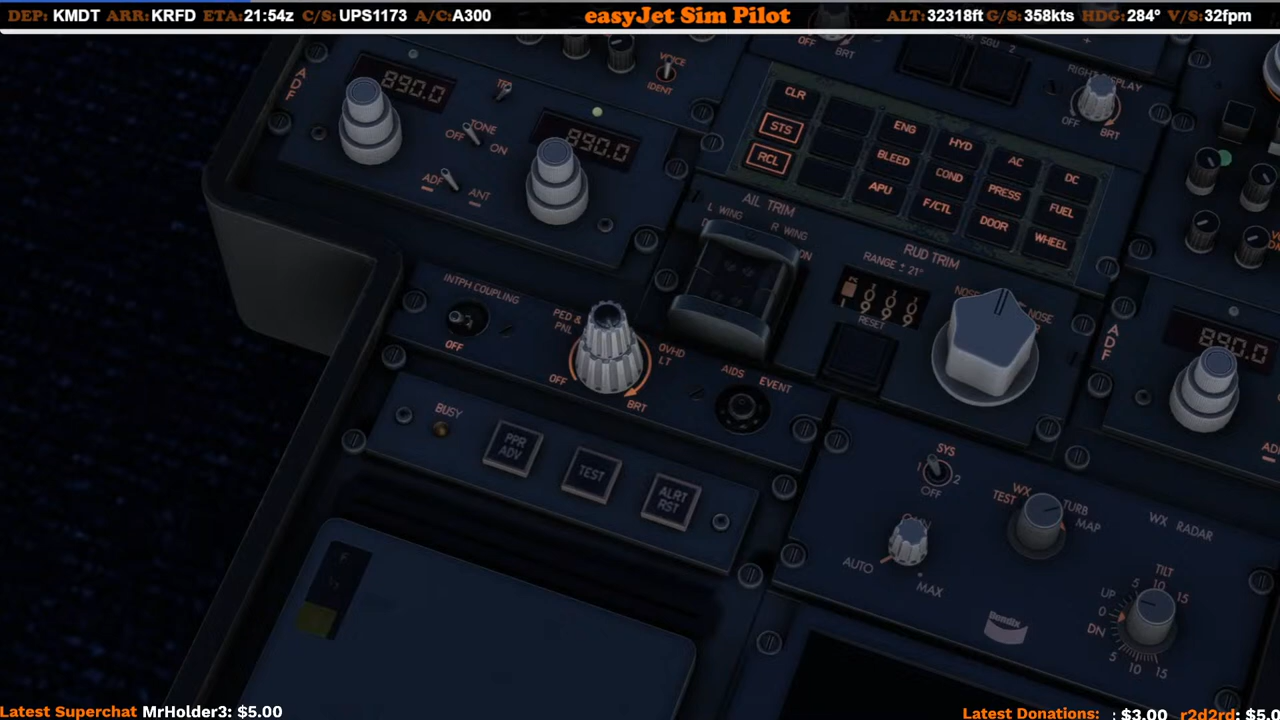 DEP: KMDT ARR: KRFD ETA: 21:54z C/S: UPS1173 A/C: A300
easyJet Sim Pilot
ALT: 32318ft G/S: 358kts HDG: 284° V/S: 32fpm
ADF
890.0
TONE
OFF
ON
890.0
ADF
ANT
VOICE
IDENT
OFF
BRT
OFF
BRT
CLR
STS
RCL
ENG
HYD
AC
DC
BLEED
COND
PRESS
FUEL
APU
F/CTL
DOOR
WHEEL
AIL TRIM
L WING
R WING
RUD TRIM
RANGE ± 21°
RESET
NOSE
NOSE
INTPH COUPLING
OFF
PED &
PNL
OVHD
LT
OFF
BRT
AIDS
EVENT
ADF
890.0
BUSY
PPR
ADV
TEST
ALRT
RST
SYS
1
2
OFF
TEST
WX
TURB
MAP
WX RADAR
AUTO
MAX
Bendix
TILT
UP
0
DN
5
10
15
5
10
15
Latest Superchat MrHolder3: $5.00
Latest Donations: : $3.00 r2d2rd: $5.0